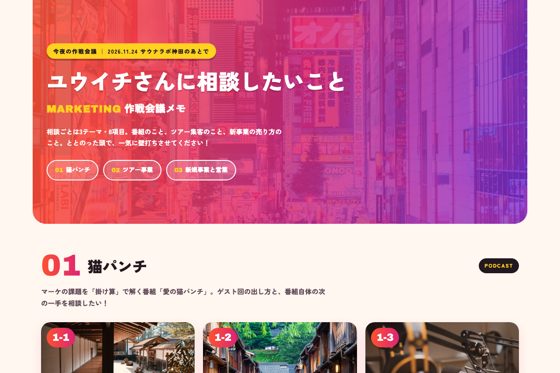 今夜の作戦会議 | 2026.11.24 サウナラボ神田のあとで
ユウイチさんに相談したいこと
MARKETING 作戦会議メモ
相談ごとは3テーマ・8項目。番組のこと、ツアー集客のこと、新事業の売り方の
こと。ととのった頭で、一気に壁打ちさせてください！
01 猫パンチ
02 ツアー事業
03 新規事業と営業
01 猫パンチ
PODCAST
マーケの課題を「掛け算」で解く番組「愛の猫パンチ」。ゲスト回の出し方と、番組自体の次
の一手を相談したい！
1-1
1-2
1-3